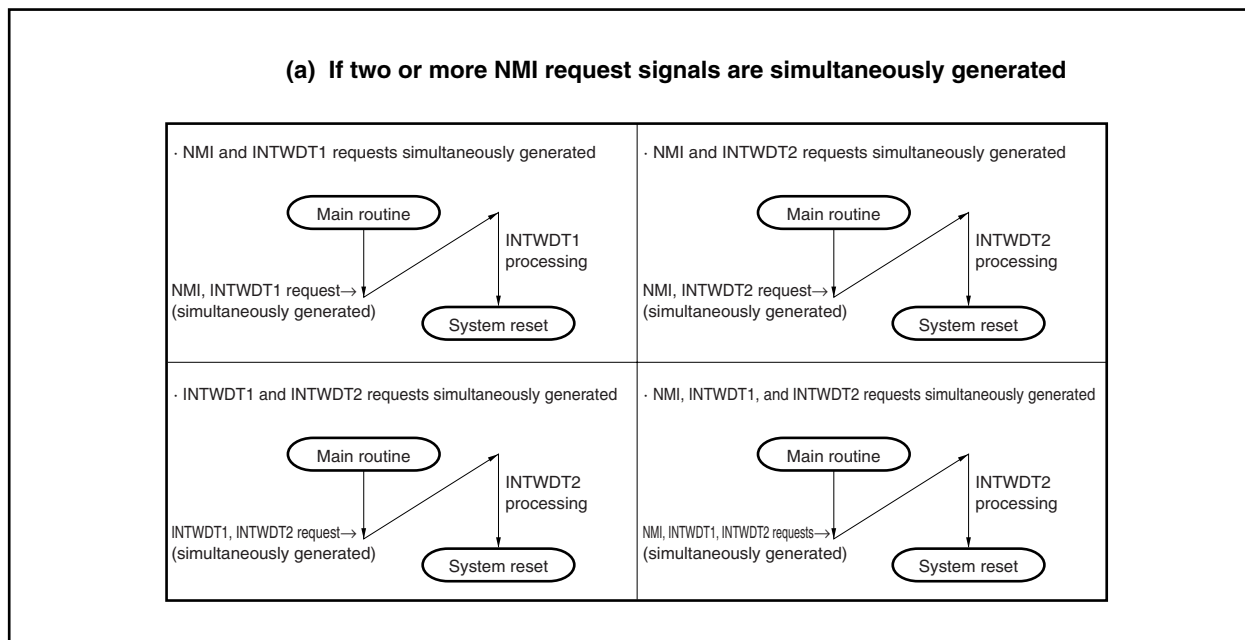 (a) If two or more NMI request signals are simultaneously generated
· NMI and INTWDT1 requests simultaneously generated
Main routine
INTWDT1
processing
NMI, INTWDT1 request→
(simultaneously generated)
System reset
· NMI and INTWDT2 requests simultaneously generated
Main routine
INTWDT2
processing
NMI, INTWDT2 request→
(simultaneously generated)
System reset
· INTWDT1 and INTWDT2 requests simultaneously generated
Main routine
INTWDT2
processing
INTWDT1, INTWDT2 request→
(simultaneously generated)
System reset
· NMI, INTWDT1, and INTWDT2 requests simultaneously generated
Main routine
INTWDT2
processing
NMI, INTWDT1, INTWDT2 requests→
(simultaneously generated)
System reset